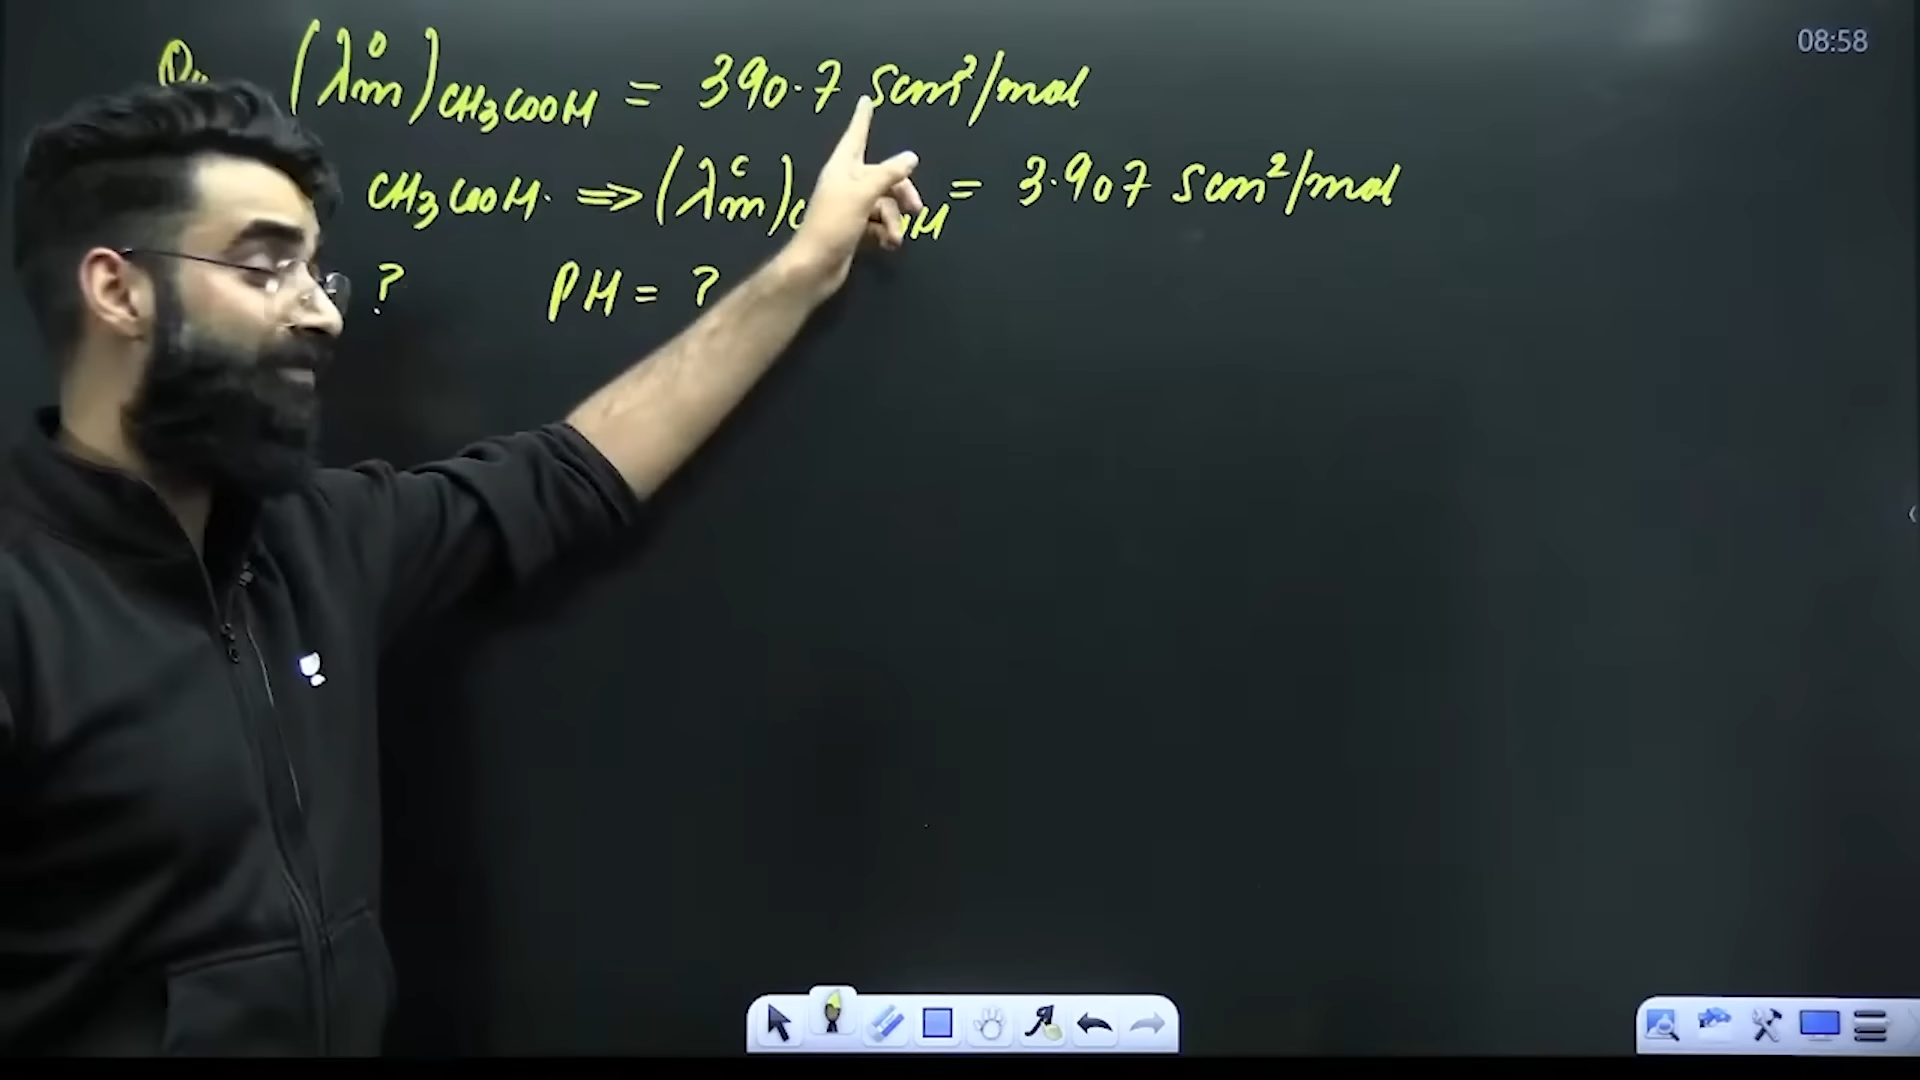 08:58
(λ°m)CH3COOH = 390.7 Scm²/mol
CH3COOH. ⇒ (λᶜm) = 3.907 Scm²/mol
? PH = ?